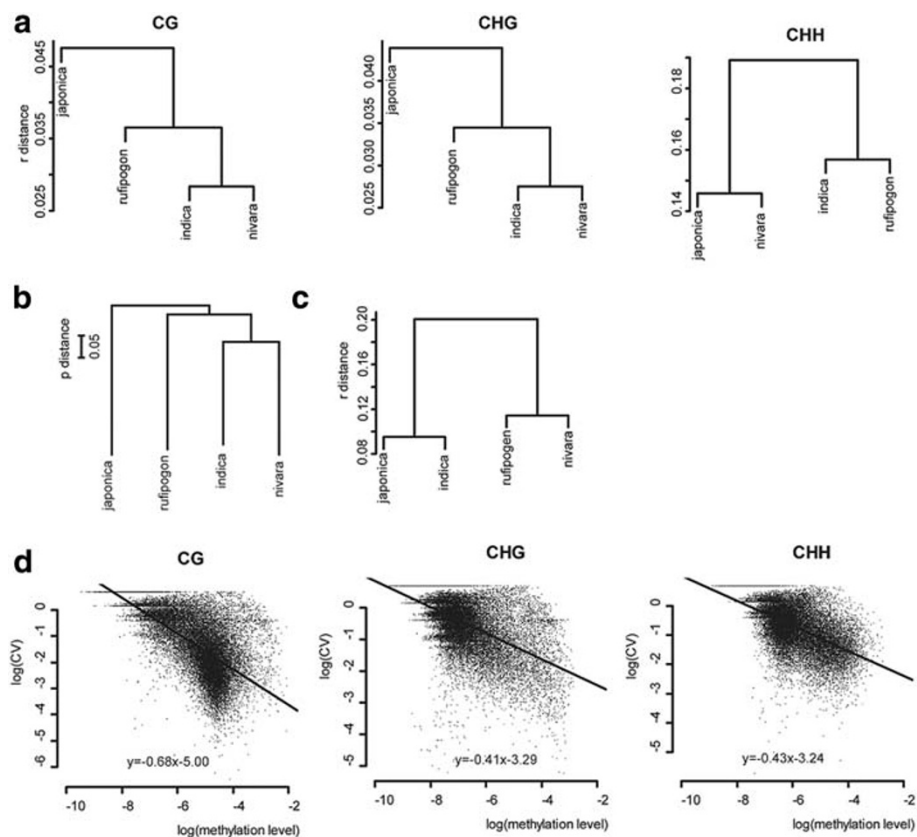 a
CG
CHG
CHH
r distance
0.025
0.035
0.045
japonica
rufipogon
indica
nivara
0.025
0.030
0.035
0.040
japonica
rufipogon
indica
nivara
0.14
0.16
0.18
japonica
nivara
indica
rufipogon
b
p distance
0.05
japonica
rufipogon
indica
nivara
c
r distance
0.08
0.12
0.16
0.20
japonica
indica
rufipogen
nivara
d
CG
CHG
CHH
log(CV)
0
-1
-2
-3
-4
-5
-6
y=-0.68x-5.00
-10
-8
-6
-4
-2
log(methylation level)
log(CV)
0
-1
-2
-3
-4
-5
y=-0.41x-3.29
-10
-8
-6
-4
-2
log(methylation level)
log(CV)
0
-1
-2
-3
-4
-5
y=-0.43x-3.24
-10
-8
-6
-4
-2
log(methylation level)